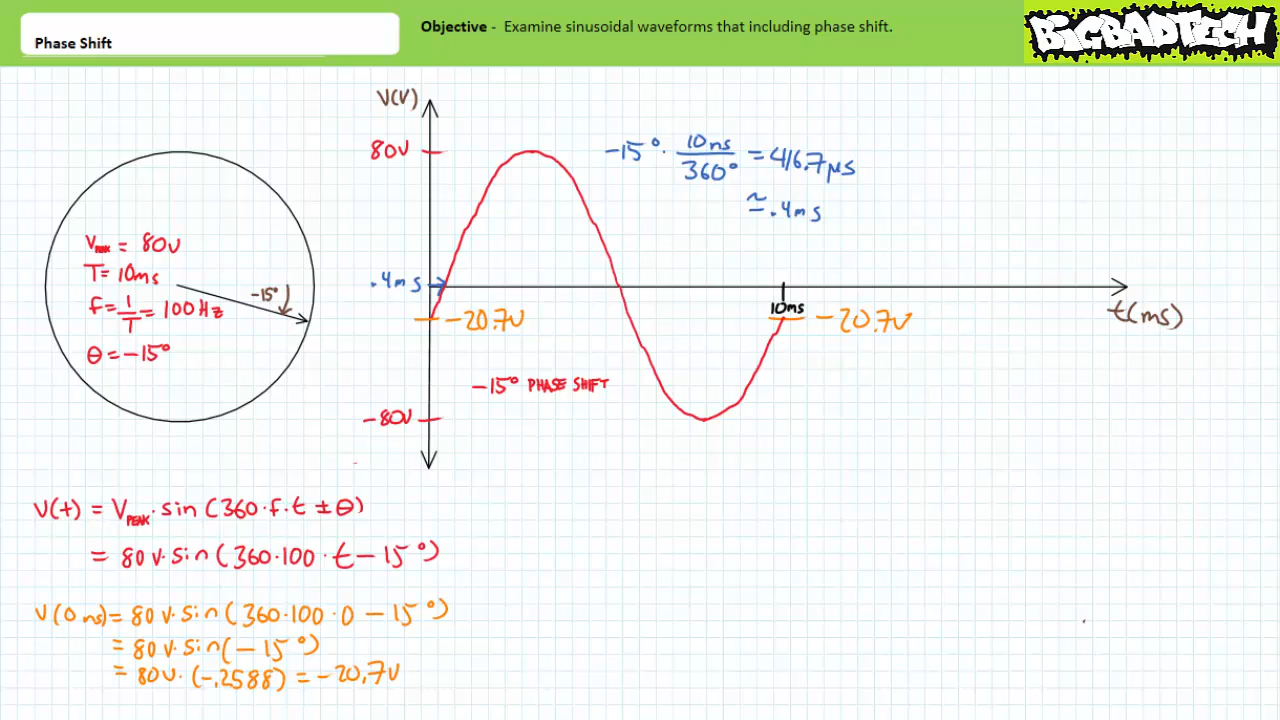 Phase Shift
Objective - Examine sinusoidal waveforms that including phase shift.
BIGBADTECH
V(V)
80V
-15° · 10ms/360° = 416.7µs
≅ .4ms
VPEAK = 80V
T = 10ms
f = 1/T = 100Hz
θ = -15°
-15°
.4ms
10ms
-20.7V
-20.7V
t(ms)
-15° PHASE SHIFT
-80V
V(t) = VPEAK · sin(360·f·t ± θ)
= 80V·sin(360·100·t - 15°)
V(0ms) = 80V·sin(360·100·0 - 15°)
= 80V·sin(-15°)
= 80V·(-.2588) = -20.7V